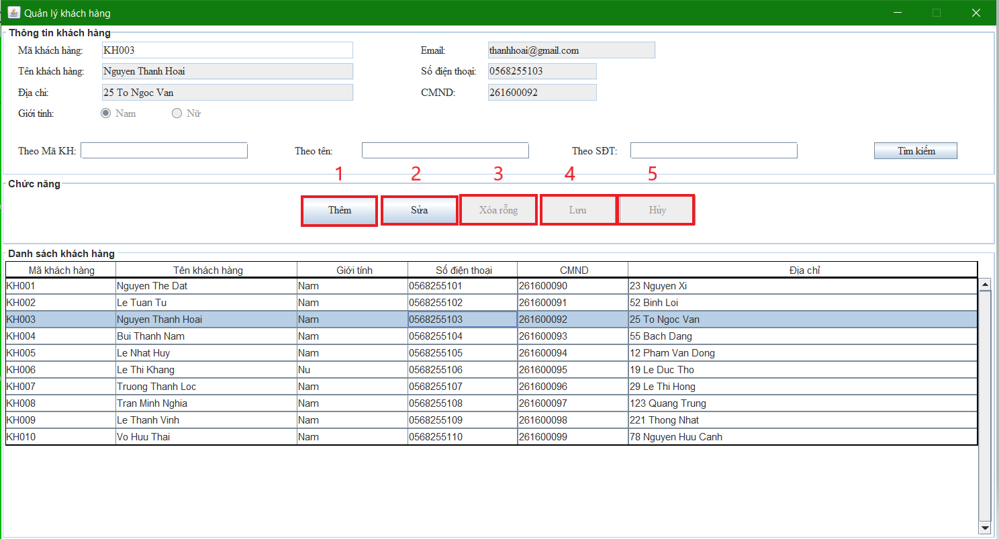 Quản lý khách hàng
Thông tin khách hàng
Mã khách hàng: KH003 Email: thanhhoai@gmail.com
Tên khách hàng: Nguyen Thanh Hoai Số điện thoại: 0568255103
Địa chỉ: 25 To Ngoc Van CMND: 261600092
Giới tính: Nam Nữ
Theo Mã KH: Theo tên: Theo SĐT: Tìm kiếm
1 2 3 4 5
Chức năng
Thêm Sửa Xóa rỗng Lưu Hủy
Danh sách khách hàng
Mã khách hàng Tên khách hàng Giới tính Số điện thoại CMND Địa chỉ
KH001 Nguyen The Dat Nam 0568255101 261600090 23 Nguyen Xi
KH002 Le Tuan Tu Nam 0568255102 261600091 52 Binh Loi
KH003 Nguyen Thanh Hoai Nam 0568255103 261600092 25 To Ngoc Van
KH004 Bui Thanh Nam Nam 0568255104 261600093 55 Bach Dang
KH005 Le Nhat Huy Nam 0568255105 261600094 12 Pham Van Dong
KH006 Le Thi Khang Nu 0568255106 261600095 19 Le Duc Tho
KH007 Truong Thanh Loc Nam 0568255107 261600096 29 Le Thi Hong
KH008 Tran Minh Nghia Nam 0568255108 261600097 123 Quang Trung
KH009 Le Thanh Vinh Nam 0568255109 261600098 221 Thong Nhat
KH010 Vo Huu Thai Nam 0568255110 261600099 78 Nguyen Huu Canh